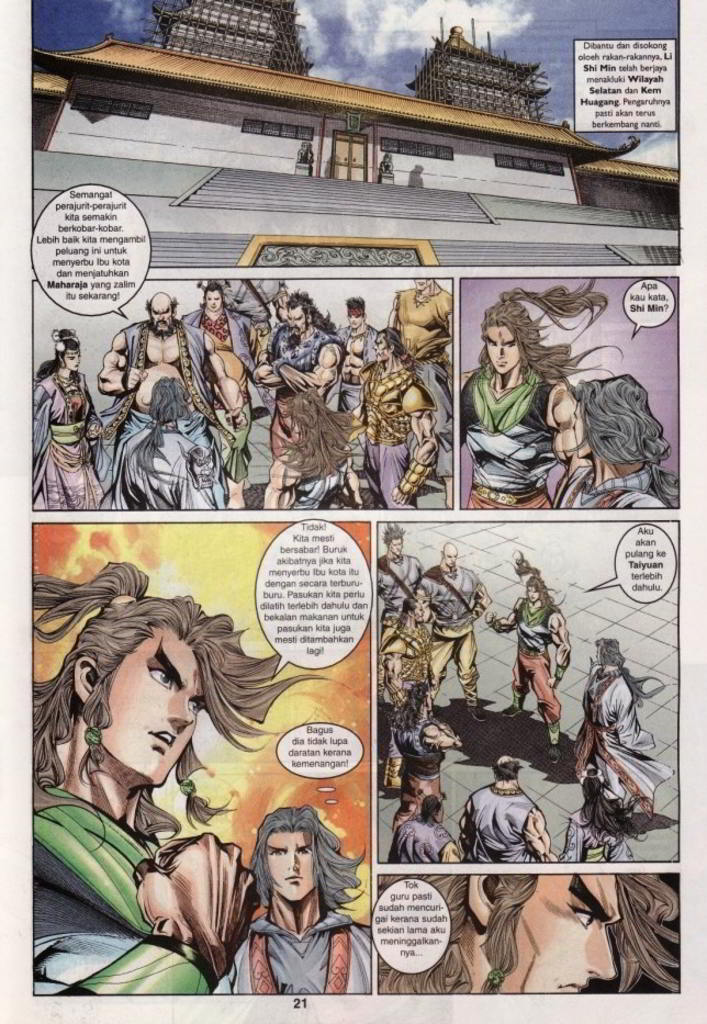 Dibantu dan disokong
oloeh rakan-rakannya, Li
Shi Min telah berjaya
menakluki Wilayah
Selatan dan Kem
Huagang. Pengaruhnya
pasti akan terus
berkembang nanti.
Semangat
perajurit-perajurit
kita semakin
berkobar-kobar.
Lebih baik kita mengambil
peluang ini untuk
menyerbu Ibu kota
dan menjatuhkan
Maharaja yang zalim
itu sekarang!
Apa
kau kata,
Shi Min?
Tidak!
Kita mesti
bersabar! Buruk
akibatnya jika kita
menyerbu Ibu kota itu
dengan secara terburu-
buru. Pasukan kita perlu
dilatih terlebih dahulu dan
bekalan makanan untuk
pasukan kita juga
mesti ditambahkan
lagi!
Bagus
dia tidak lupa
daratan kerana
kemenangan!
Aku
akan
pulang ke
Taiyuan
terlebih
dahulu.
Tok
guru pasti
sudah mencuri-
gai kerana sudah
sekian lama aku
meninggalkan-
nya...
21